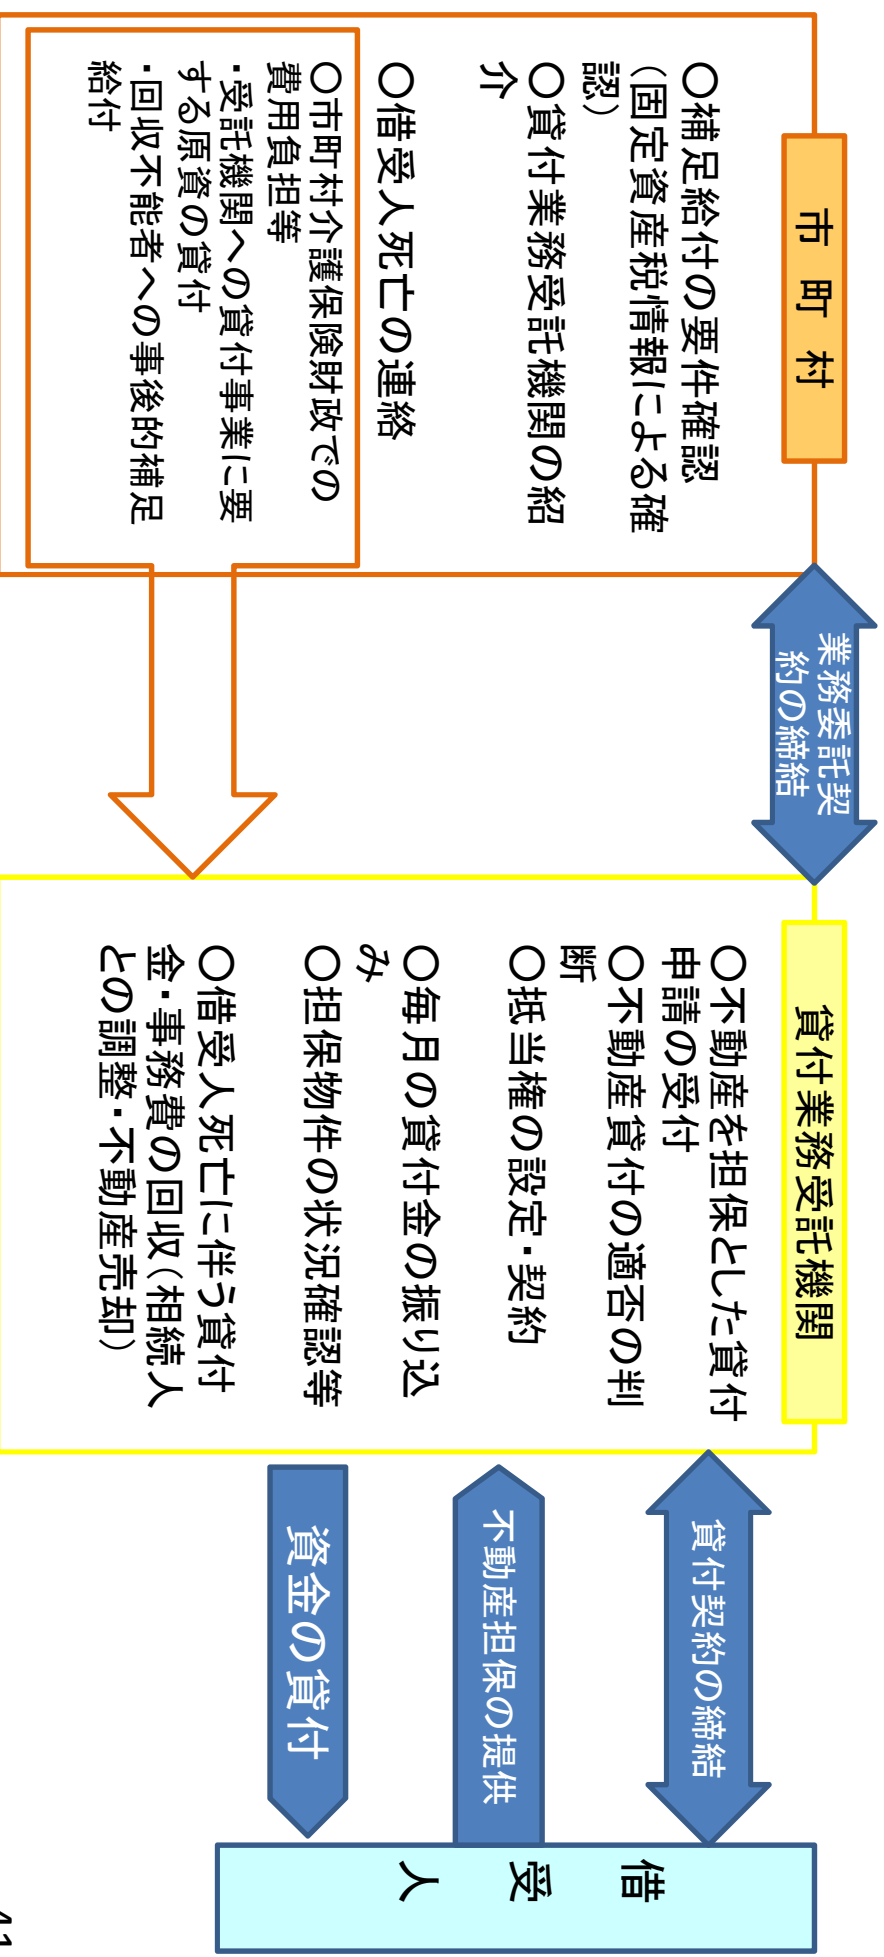 市町村
○補足給付の要件確認
（固定資産税情報による確
認）
○貸付業務受託機関の紹
介
○借受人死亡の連絡
○市町村介護保険財政での
費用負担等
・受託機関への貸付事業に要
する原資の貸付
・回収不能者への事後的補足
給付
業務委託契
約の締結
貸付業務受託機関
○不動産を担保とした貸付
申請の受付
○不動産貸付の適否の判
断
○抵当権の設定・契約
○毎月の貸付金の振り込
み
○担保物件の状況確認等
○借受人死亡に伴う貸付
金・事務費の回収（相続人
との調整・不動産売却）
貸付契約の締結
不動産担保の提供
資金の貸付
借
受
人
41